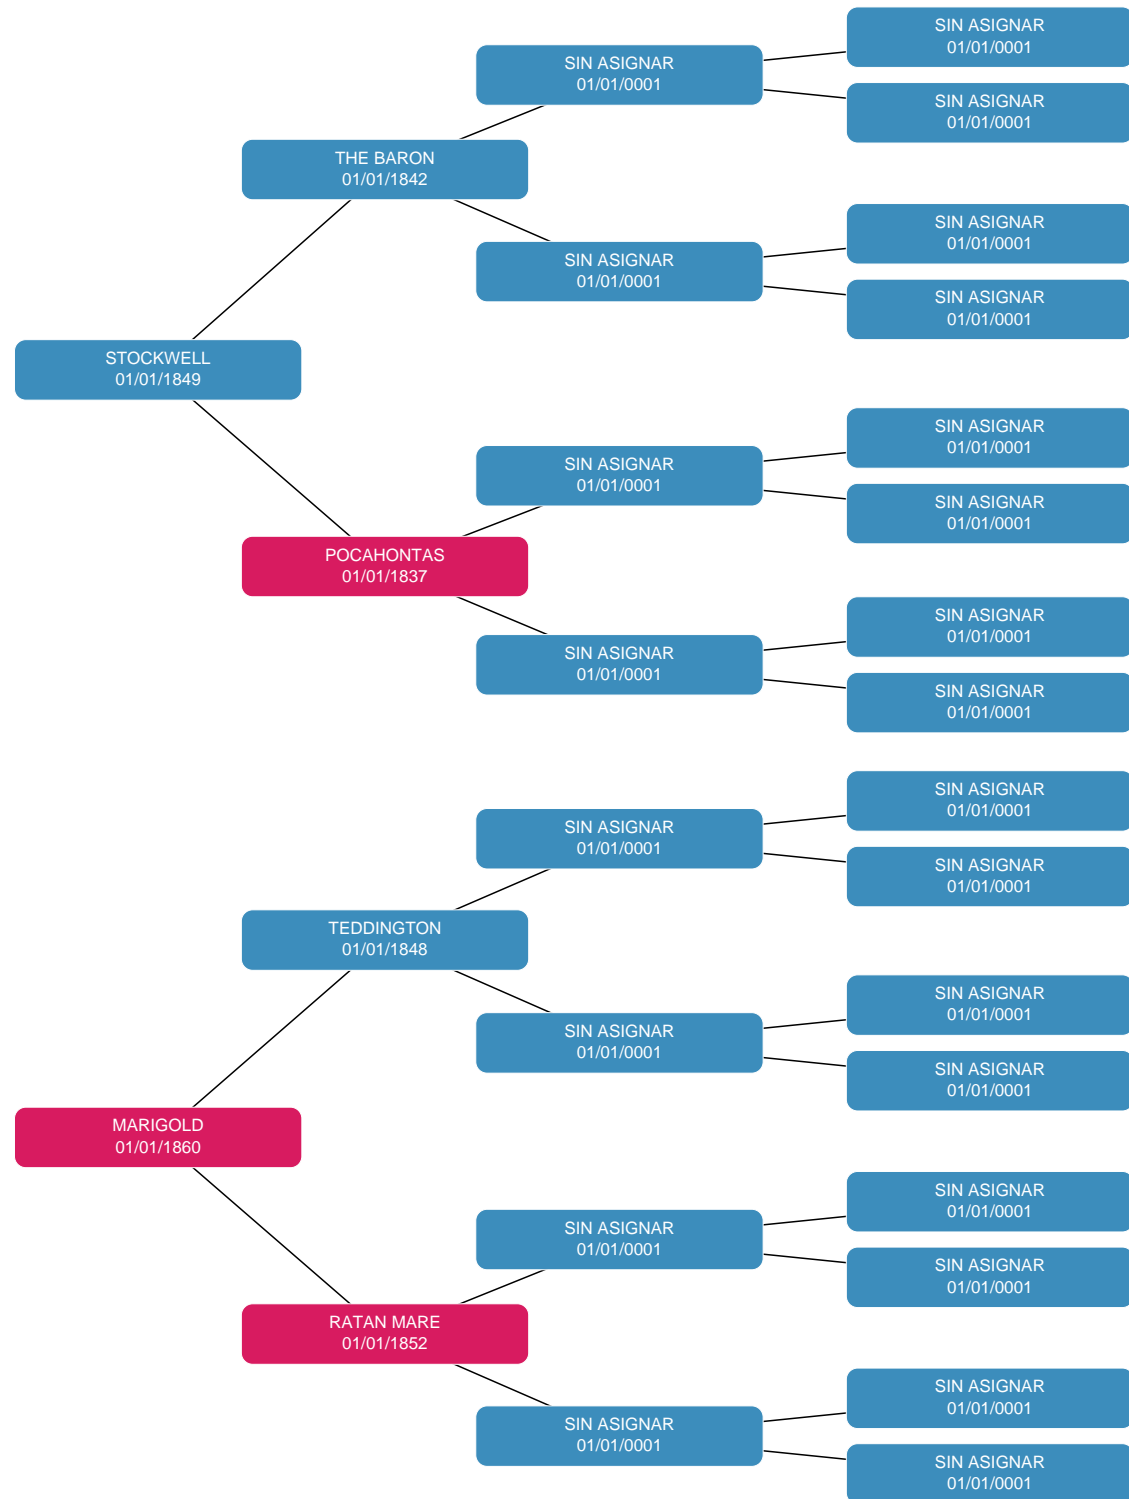 SIN ASIGNAR
01/01/0001
SIN ASIGNAR
01/01/0001
SIN ASIGNAR
01/01/0001
THE BARON
01/01/1842
SIN ASIGNAR
01/01/0001
SIN ASIGNAR
01/01/0001
SIN ASIGNAR
01/01/0001
STOCKWELL
01/01/1849
SIN ASIGNAR
01/01/0001
SIN ASIGNAR
01/01/0001
SIN ASIGNAR
01/01/0001
POCAHONTAS
01/01/1837
SIN ASIGNAR
01/01/0001
SIN ASIGNAR
01/01/0001
SIN ASIGNAR
01/01/0001
SIN ASIGNAR
01/01/0001
SIN ASIGNAR
01/01/0001
SIN ASIGNAR
01/01/0001
TEDDINGTON
01/01/1848
SIN ASIGNAR
01/01/0001
SIN ASIGNAR
01/01/0001
SIN ASIGNAR
01/01/0001
MARIGOLD
01/01/1860
SIN ASIGNAR
01/01/0001
SIN ASIGNAR
01/01/0001
SIN ASIGNAR
01/01/0001
RATAN MARE
01/01/1852
SIN ASIGNAR
01/01/0001
SIN ASIGNAR
01/01/0001
SIN ASIGNAR
01/01/0001